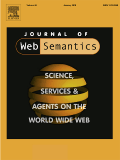 JOURNAL OF
Web Semantics
SCIENCE,
SERVICES &
AGENTS ON THE
WORLD WIDE WEB